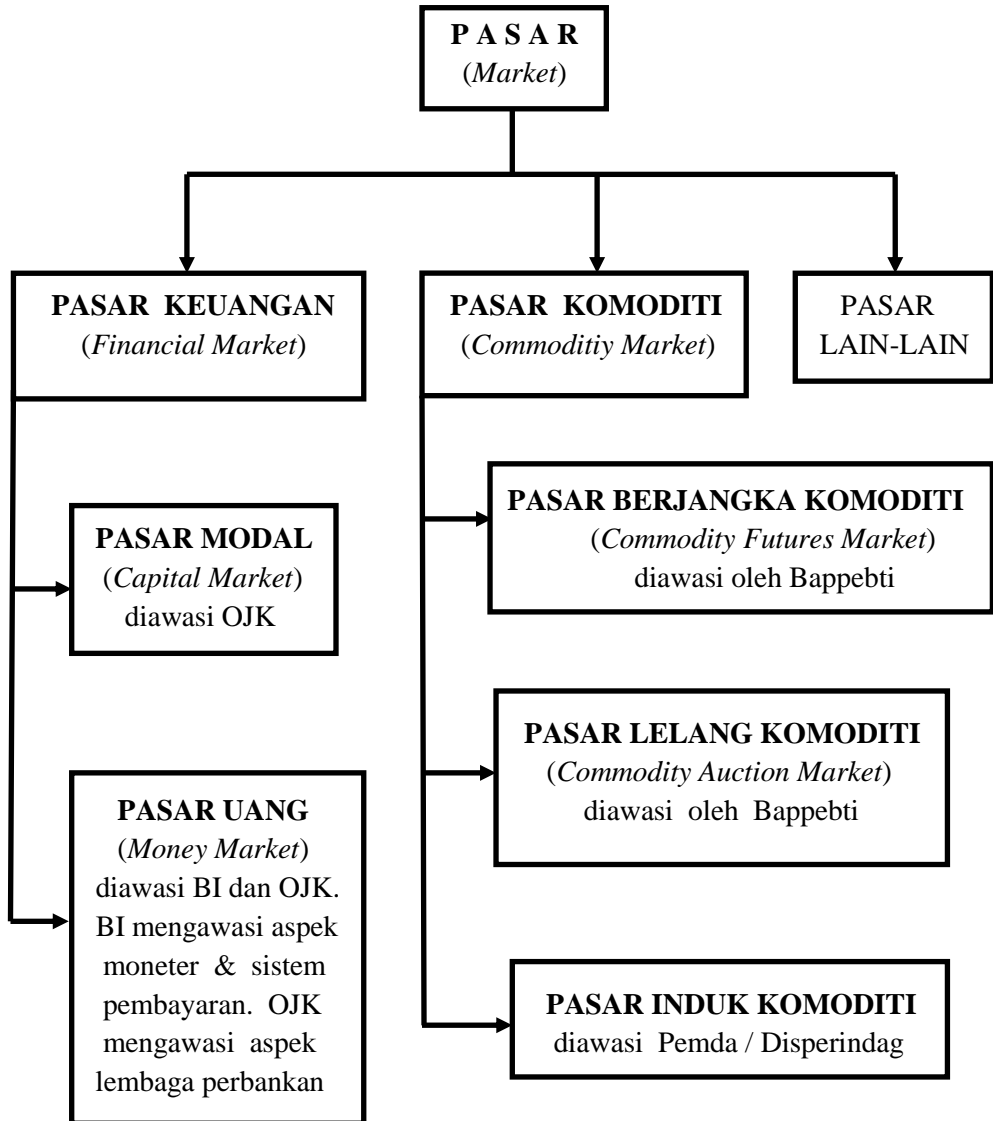 P A S A R
(Market)
PASAR KEUANGAN
(Financial Market)
PASAR KOMODITI
(Commoditiy Market)
PASAR
LAIN-LAIN
PASAR MODAL
(Capital Market)
diawasi OJK
PASAR UANG
(Money Market)
diawasi BI dan OJK.
BI mengawasi aspek
moneter & sistem
pembayaran. OJK
mengawasi aspek
lembaga perbankan
PASAR BERJANGKA KOMODITI
(Commodity Futures Market)
diawasi oleh Bappebti
PASAR LELANG KOMODITI
(Commodity Auction Market)
diawasi oleh Bappebti
PASAR INDUK KOMODITI
diawasi Pemda / Disperindag